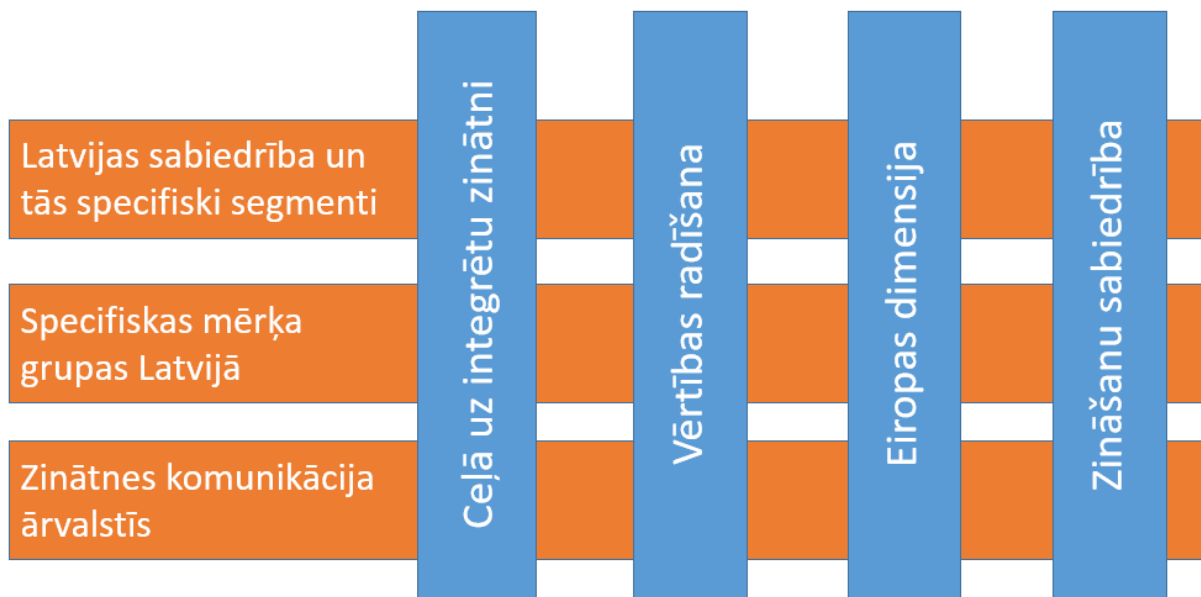 Latvijas sabiedrība un
tās specifiski segmenti
Specifiskas mērķa
grupas Latvijā
Zinātnes komunikācija
ārvalstīs
Ceļā uz integrētu zinātni
Vērtības radīšana
Eiropas dimensija
Zināšanu sabiedrība